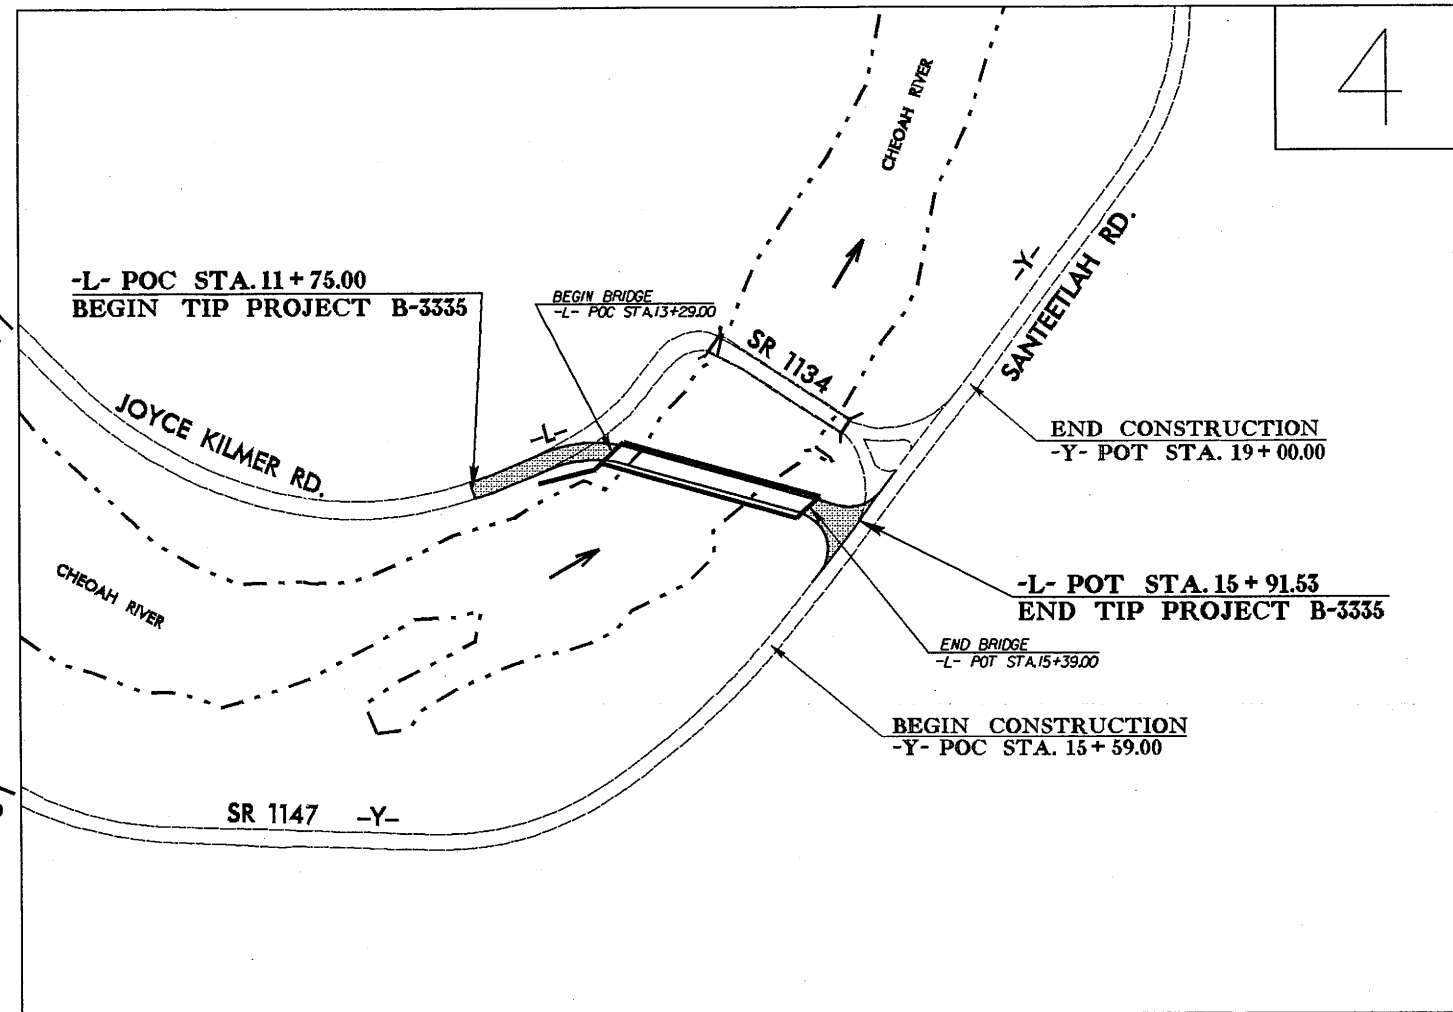 4
CHEOAH RIVER
-Y-
SANTEETLAH RD.
-L- POC STA. 11+75.00
BEGIN TIP PROJECT B-3335
BEGIN BRIDGE
-L- POC STA.13+29.00
SR 1134
JOYCE KILMER RD.
-L-
END CONSTRUCTION
-Y- POT STA. 19+00.00
CHEOAH RIVER
-L- POT STA. 15+91.53
END TIP PROJECT B-3335
END BRIDGE
-L- POT STA.15+39.00
BEGIN CONSTRUCTION
-Y- POC STA. 15+59.00
SR 1147 -Y-